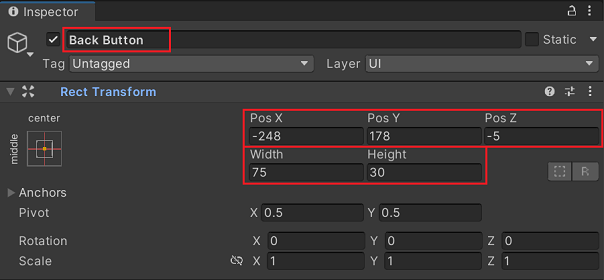 Inspector
Back Button Static
Tag Untagged Layer UI
Rect Transform
center
middle
Pos X Pos Y Pos Z
-248 178 -5
Width Height
75 30
R
Anchors
Pivot X 0.5 Y 0.5
Rotation X 0 Y 0 Z 0
Scale X 1 Y 1 Z 1